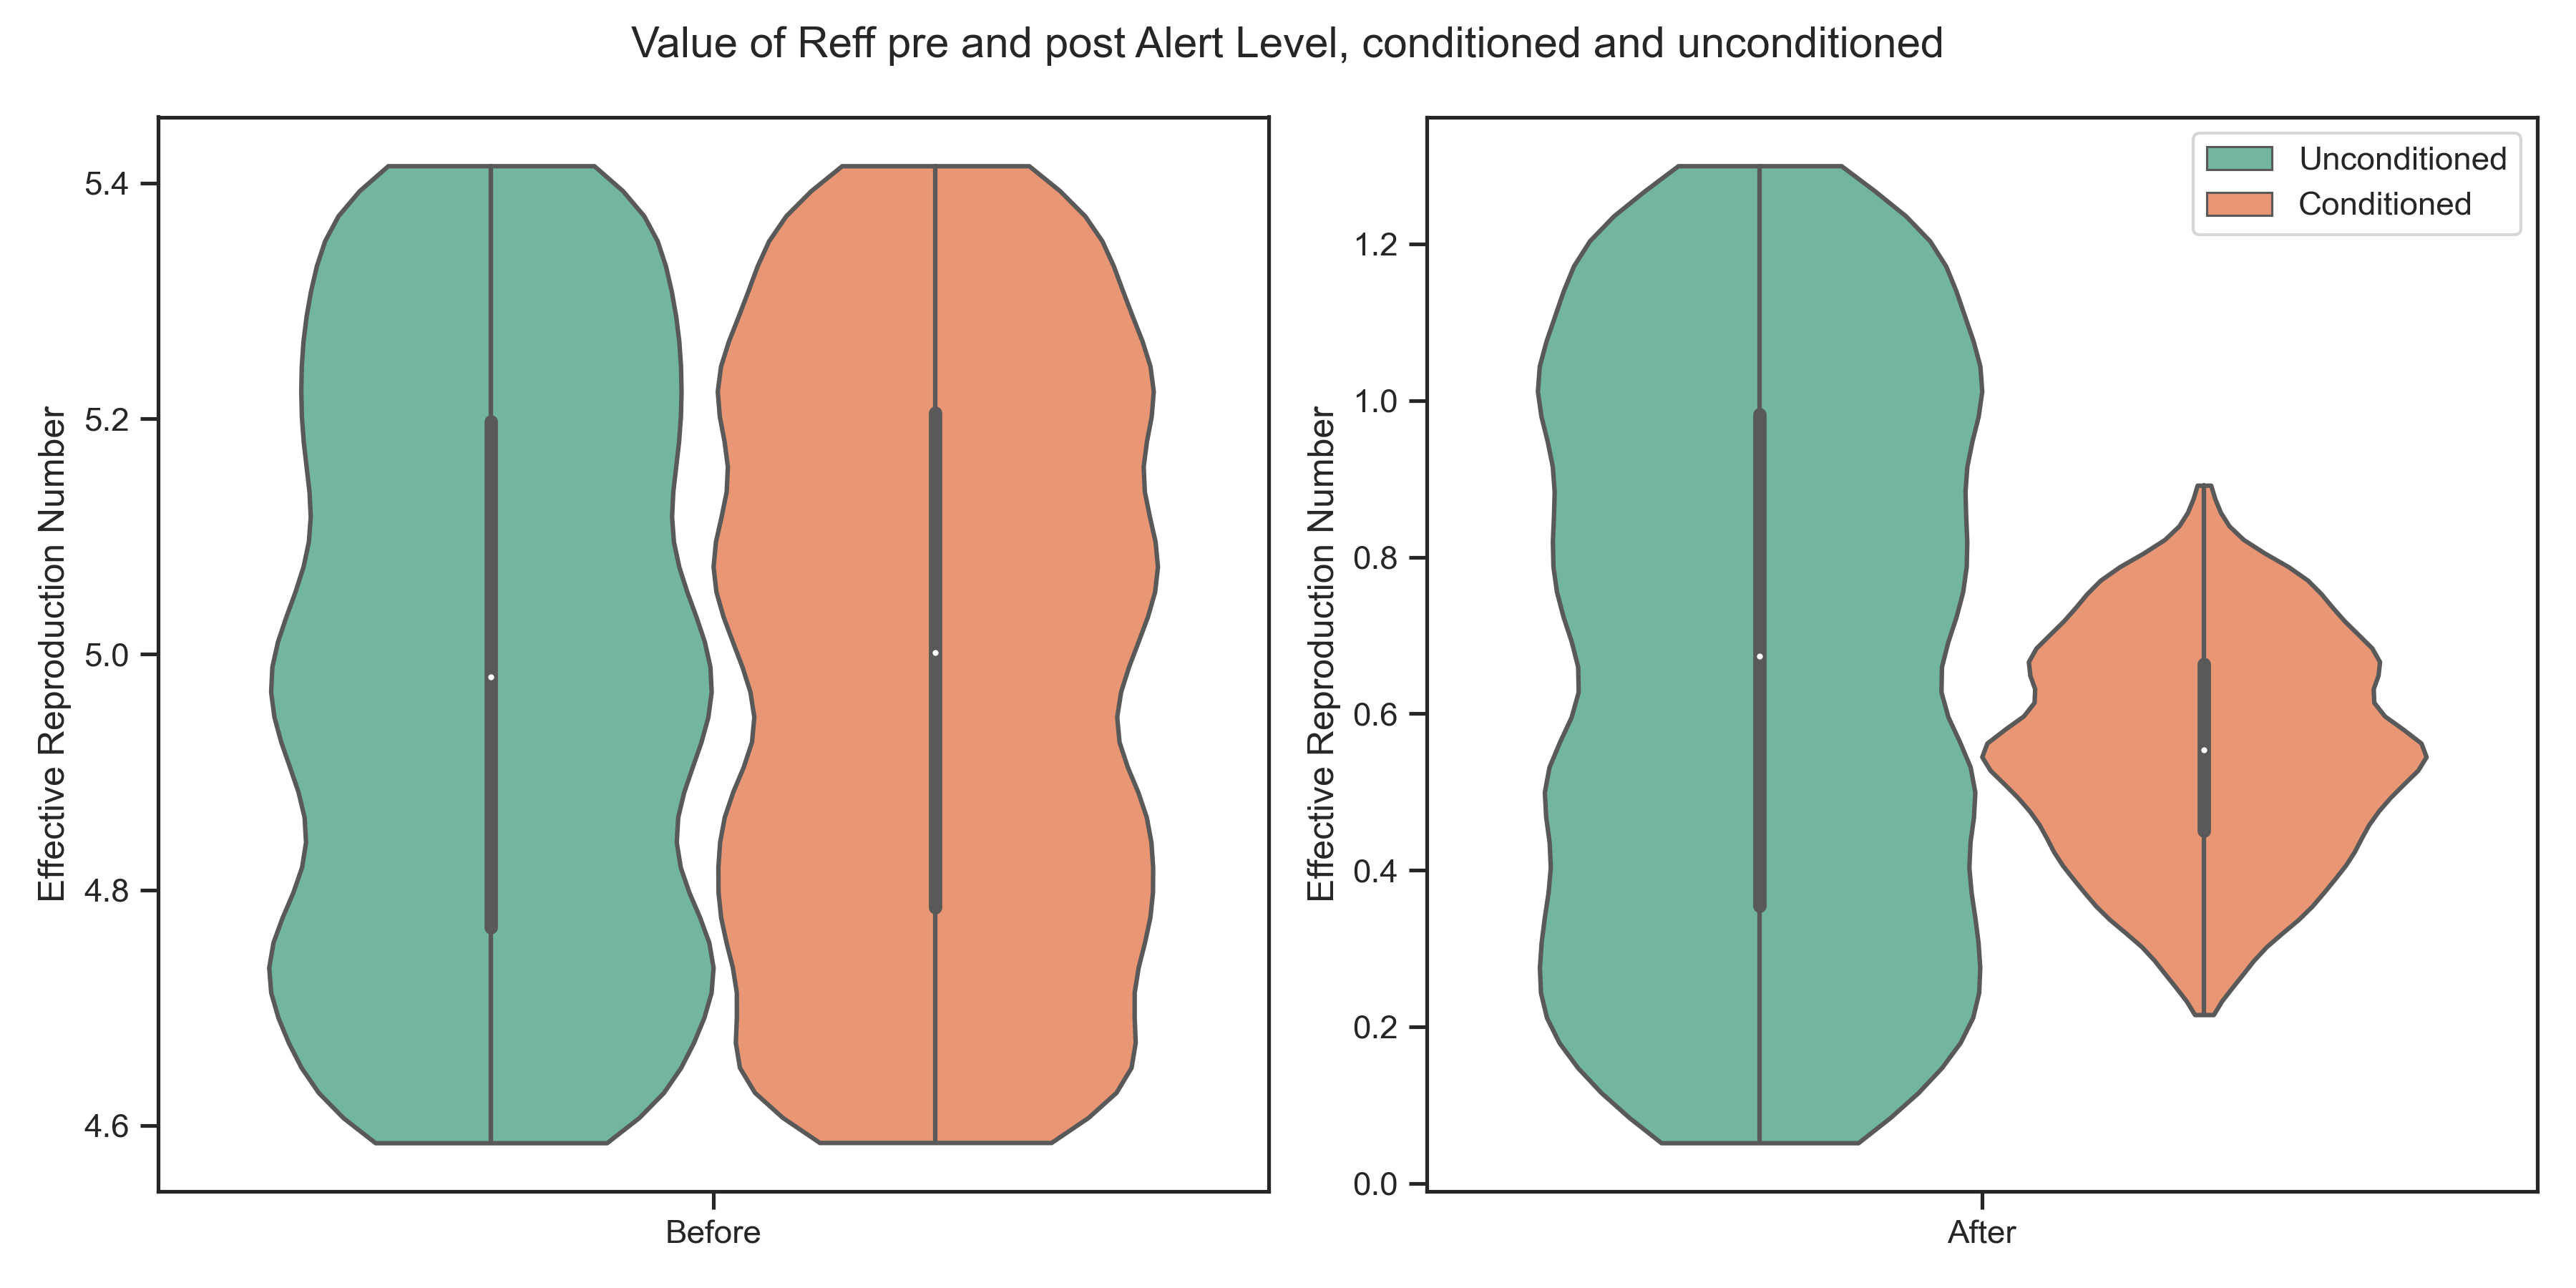 Value of Reff pre and post Alert Level, conditioned and unconditioned
Effective Reproduction Number
5.4
5.2
5.0
4.8
4.6
Before
Effective Reproduction Number
1.2
1.0
0.8
0.6
0.4
0.2
0.0
After
Unconditioned
Conditioned